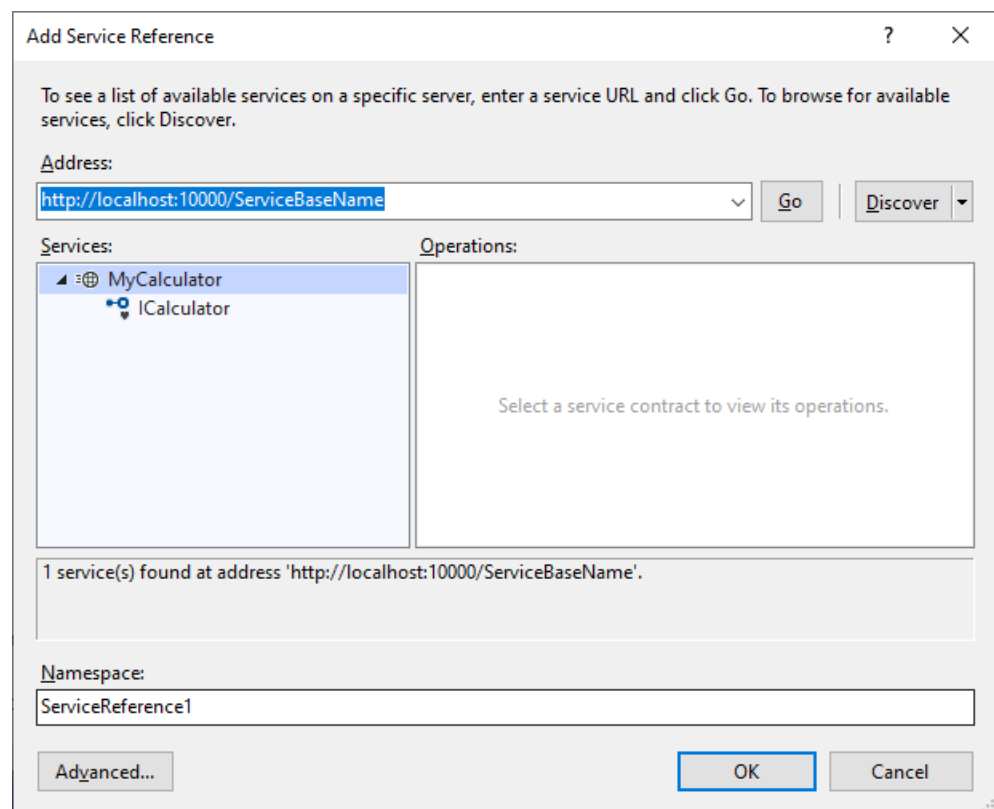 Add Service Reference
?
To see a list of available services on a specific server, enter a service URL and click Go. To browse for available
services, click Discover.
Address:
http://localhost:10000/ServiceBaseName
Go
Discover
Services:
Operations:
MyCalculator
ICalculator
Select a service contract to view its operations.
1 service(s) found at address 'http://localhost:10000/ServiceBaseName'.
Namespace:
ServiceReference1
Advanced...
OK
Cancel